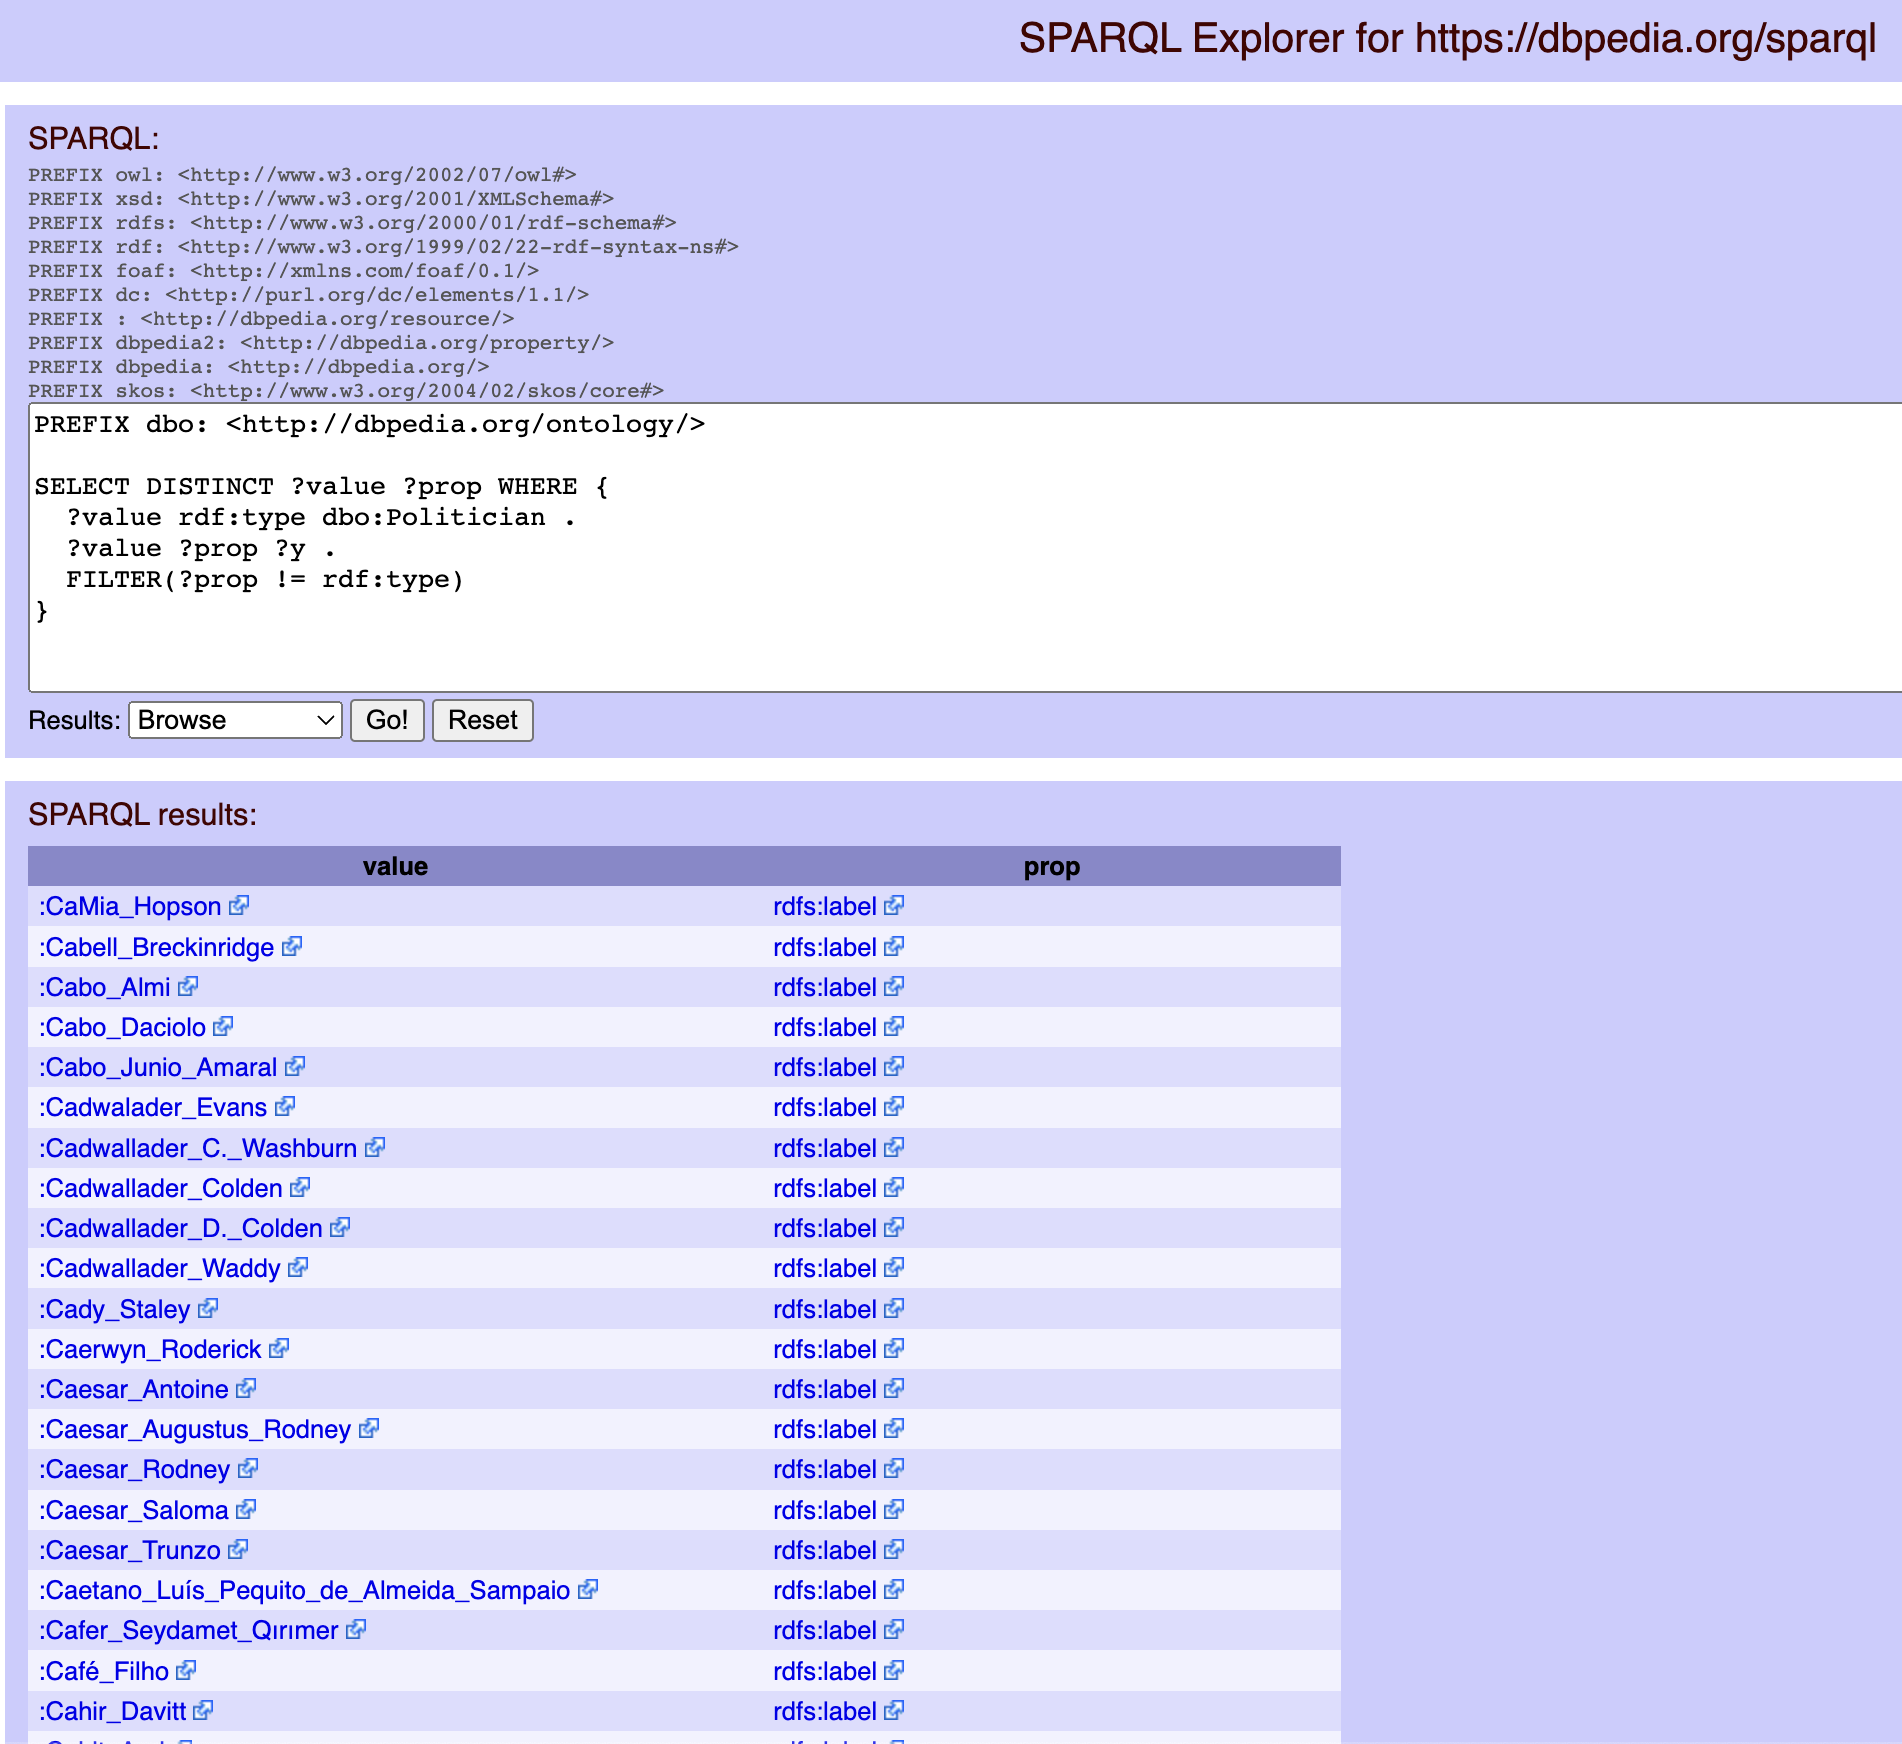 SPARQL Explorer for https://dbpedia.org/sparql
SPARQL:
PREFIX owl: <http://www.w3.org/2002/07/owl#>
PREFIX xsd: <http://www.w3.org/2001/XMLSchema#>
PREFIX rdfs: <http://www.w3.org/2000/01/rdf-schema#>
PREFIX rdf: <http://www.w3.org/1999/02/22-rdf-syntax-ns#>
PREFIX foaf: <http://xmlns.com/foaf/0.1/>
PREFIX dc: <http://purl.org/dc/elements/1.1/>
PREFIX : <http://dbpedia.org/resource/>
PREFIX dbpedia2: <http://dbpedia.org/property/>
PREFIX dbpedia: <http://dbpedia.org/>
PREFIX skos: <http://www.w3.org/2004/02/skos/core#>
PREFIX dbo: <http://dbpedia.org/ontology/>
SELECT DISTINCT ?value ?prop WHERE {
?value rdf:type dbo:Politician .
?value ?prop ?y .
FILTER(?prop != rdf:type)
}
Results: Browse Go! Reset
SPARQL results:
value prop
:CaMia_Hopson rdfs:label
:Cabell_Breckinridge rdfs:label
:Cabo_Almi rdfs:label
:Cabo_Daciolo rdfs:label
:Cabo_Junio_Amaral rdfs:label
:Cadwalader_Evans rdfs:label
:Cadwallader_C._Washburn rdfs:label
:Cadwallader_Colden rdfs:label
:Cadwallader_D._Colden rdfs:label
:Cadwallader_Waddy rdfs:label
:Cady_Staley rdfs:label
:Caerwyn_Roderick rdfs:label
:Caesar_Antoine rdfs:label
:Caesar_Augustus_Rodney rdfs:label
:Caesar_Rodney rdfs:label
:Caesar_Saloma rdfs:label
:Caesar_Trunzo rdfs:label
:Caetano_Luís_Pequito_de_Almeida_Sampaio rdfs:label
:Cafer_Seydamet_Qırımer rdfs:label
:Café_Filho rdfs:label
:Cahir_Davitt rdfs:label